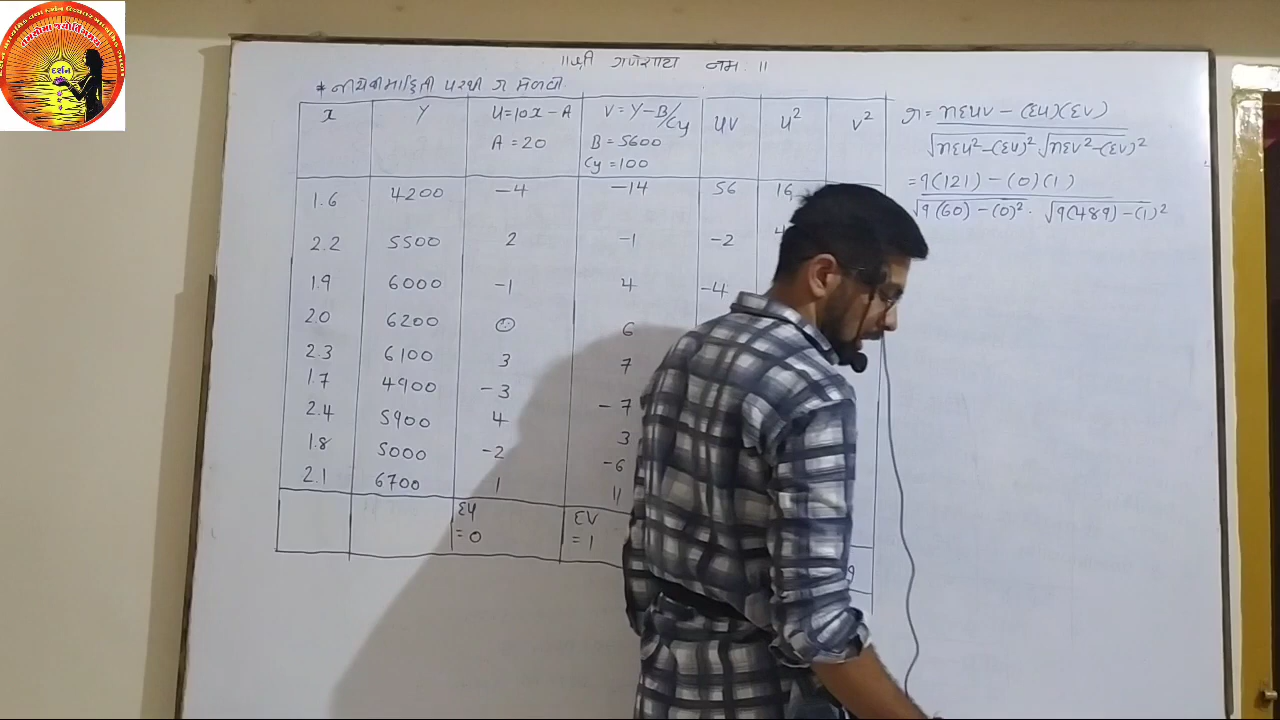 દર્શન
॥ શ્રી ગણેશાય નમઃ ॥
* નીચેની માહિતી પરથી r મેળવો.
x Y U=10x-A V=Y-B/Cy UV U² V²
A=20 B=5600
Cy=100
1.6 4200 -4 -14 56 16
2.2 5500 2 -1 -2 4
1.9 6000 -1 4 -4
2.0 6200 0 6
2.3 6100 3 7
1.7 4900 -3 -7
2.4 5900 4 3
1.8 5000 -2 -6
2.1 6700 1 11
ΣU ΣV
=0 =1 9
r = nΣUV - (ΣU)(ΣV)
√nΣU²-(ΣU)² √nΣV²-(ΣV)²
= 9(121) - (0)(1)
√9(60)-(0)² . √9(489)-(1)²